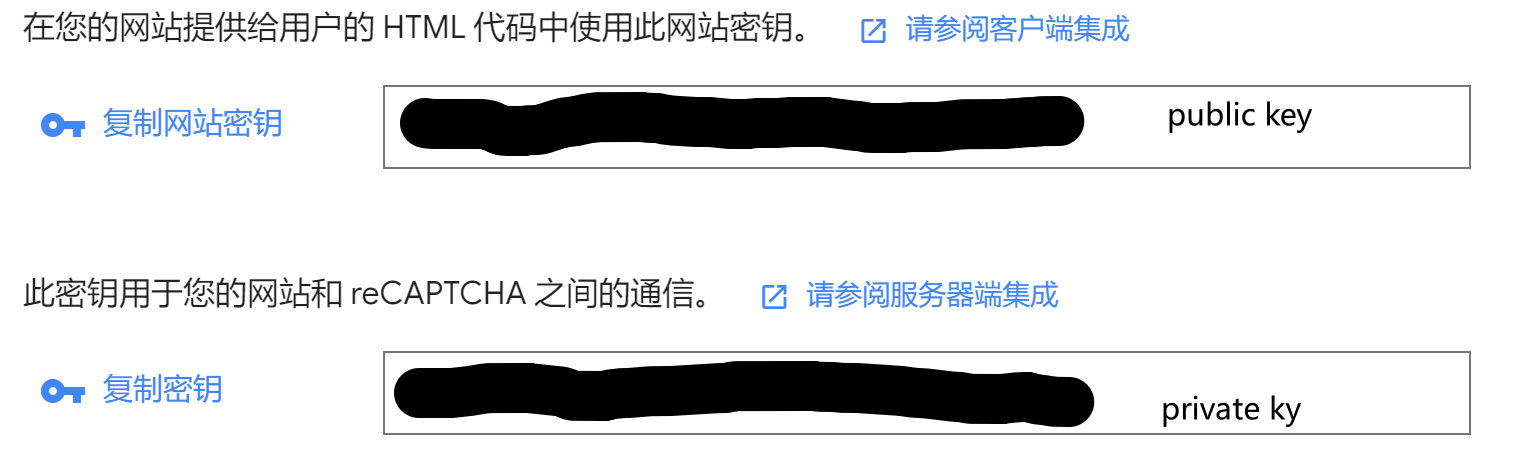 在您的网站提供给用户的 HTML 代码中使用此网站密钥。 请参阅客户端集成
复制网站密钥 public key
此密钥用于您的网站和 reCAPTCHA 之间的通信。 请参阅服务器端集成
复制密钥 private ky